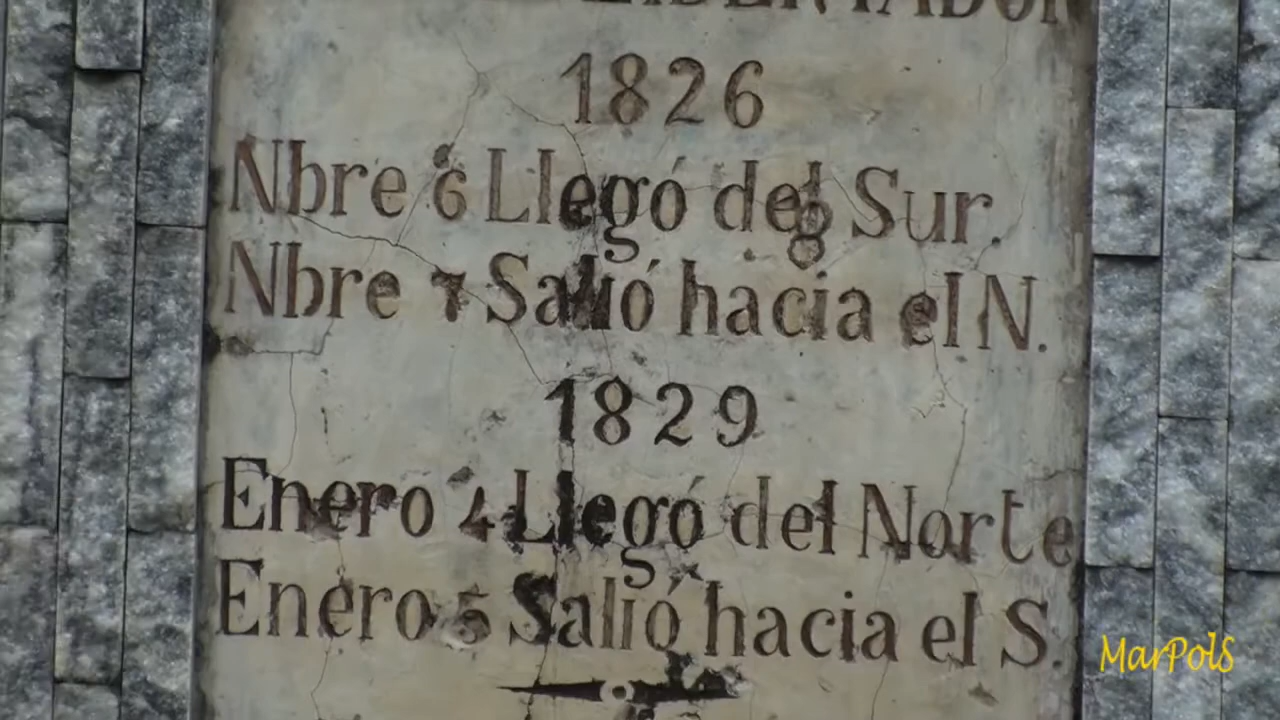 LIBERTADOR
1826
Nbre 6 Llegó del Sur.
Nbre 7 Salió hacia el N.
1829
Enero 4 Llegó del Norte
Enero 5 Salió hacia el S.
MarPolS